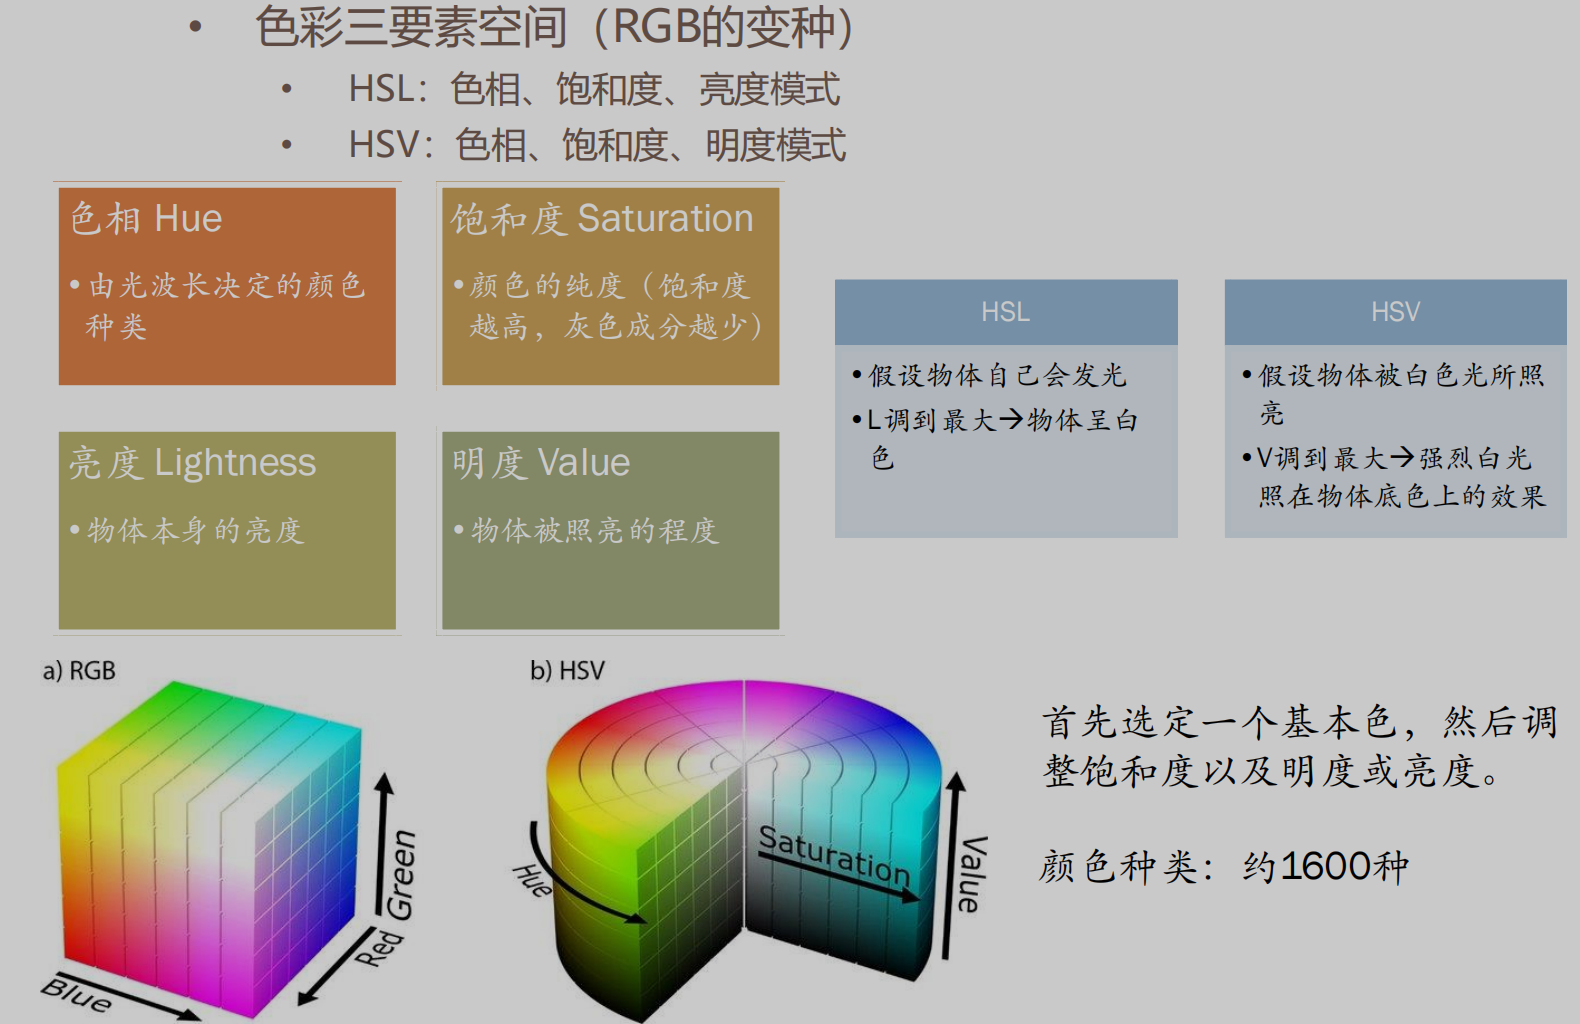 • 色彩三要素空间（RGB的变种）
• HSL：色相、饱和度、亮度模式
• HSV：色相、饱和度、明度模式
色相 Hue
•由光波长决定的颜色
种类
饱和度 Saturation
•颜色的纯度（饱和度
越高，灰色成分越少）
亮度 Lightness
•物体本身的亮度
明度 Value
•物体被照亮的程度
HSL
•假设物体自己会发光
•L调到最大→物体呈白
色
HSV
•假设物体被白色光所照
亮
•V调到最大→强烈白光
照在物体底色上的效果
a) RGB
Green
Red
Blue
b) HSV
Hue
Saturation
Value
首先选定一个基本色，然后调
整饱和度以及明度或亮度。
颜色种类：约1600种